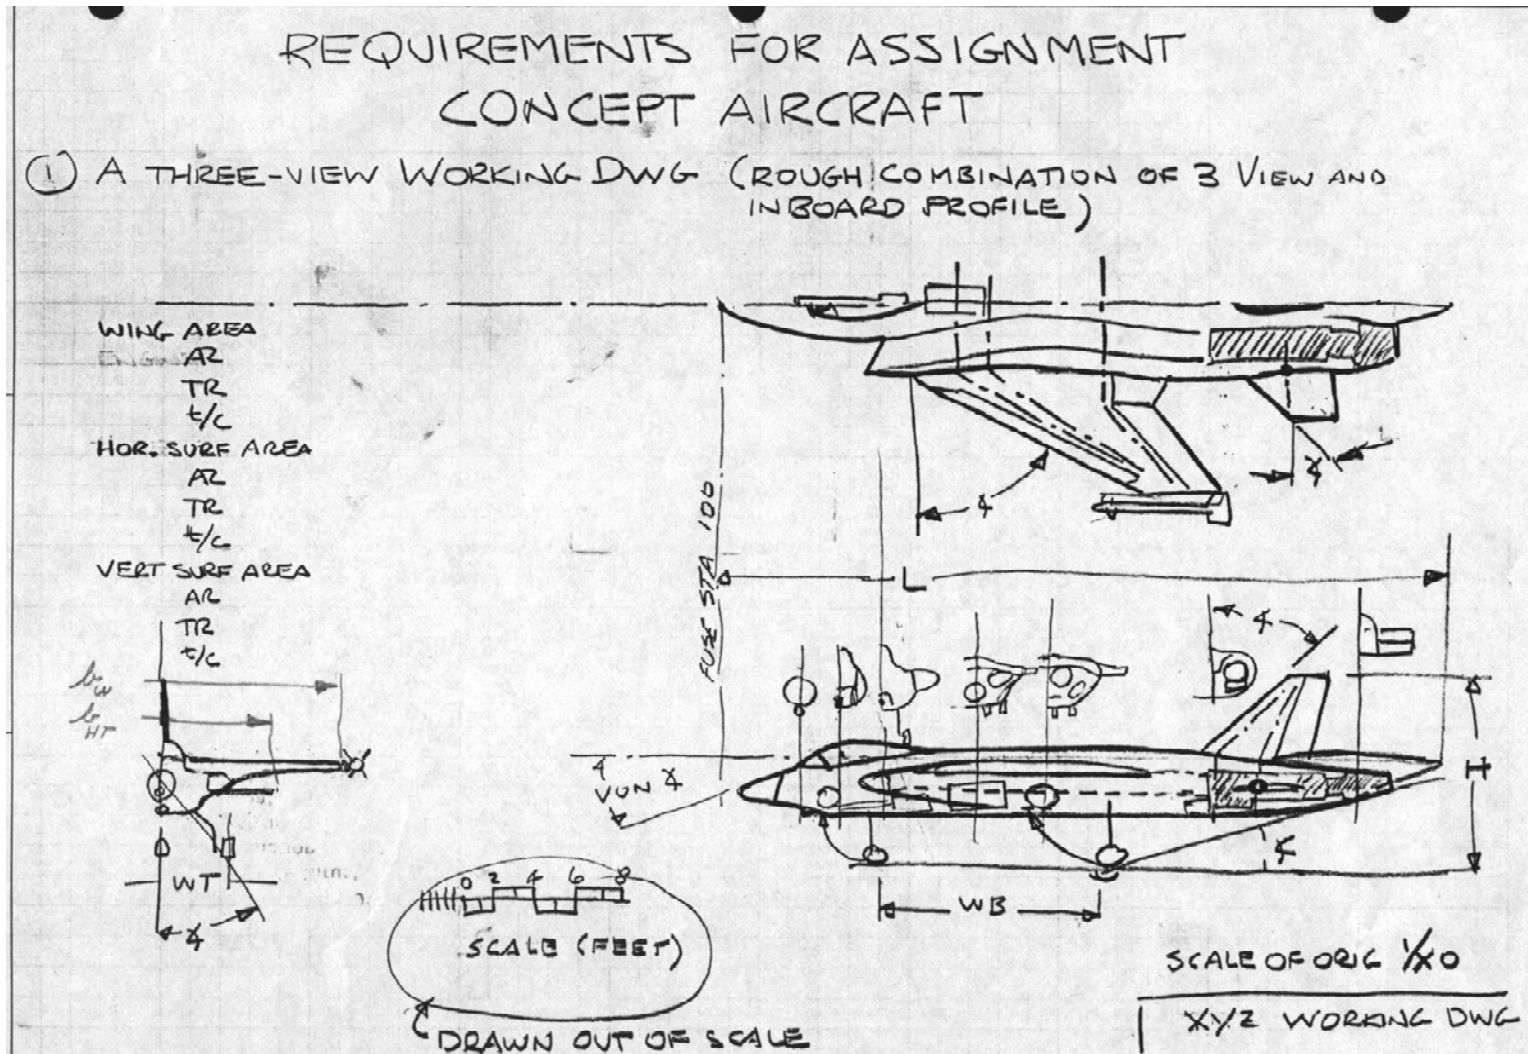 REQUIREMENTS FOR ASSIGNMENT
CONCEPT AIRCRAFT
① A THREE-VIEW WORKING DWG (ROUGH COMBINATION OF 3 VIEW AND
INBOARD PROFILE)
WING AREA
AR
TR
t/c
HOR. SURF AREA
AR
TR
t/c
VERT SURF AREA
AR
TR
t/c
FUSE STA 100
L
b w
b HT
H
VON
WT
WB
0 2 4 6 8
SCALE (FEET)
DRAWN OUT OF SCALE
SCALE OF ORIG
XYZ WORKING DWG